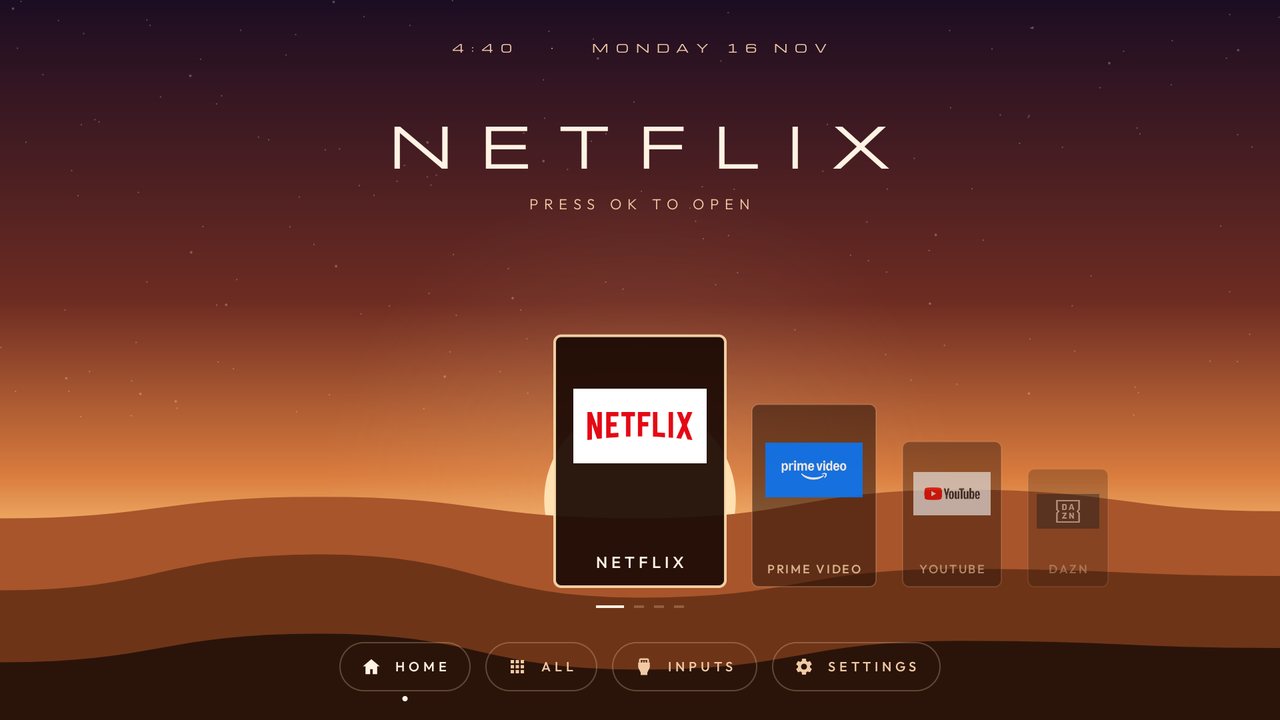 4:40 · MONDAY 16 NOV
NETFLIX
PRESS OK TO OPEN
NETFLIX
NETFLIX
prime video
PRIME VIDEO
YouTube
YOUTUBE
DA
ZN
DAZN
HOME
ALL
INPUTS
SETTINGS